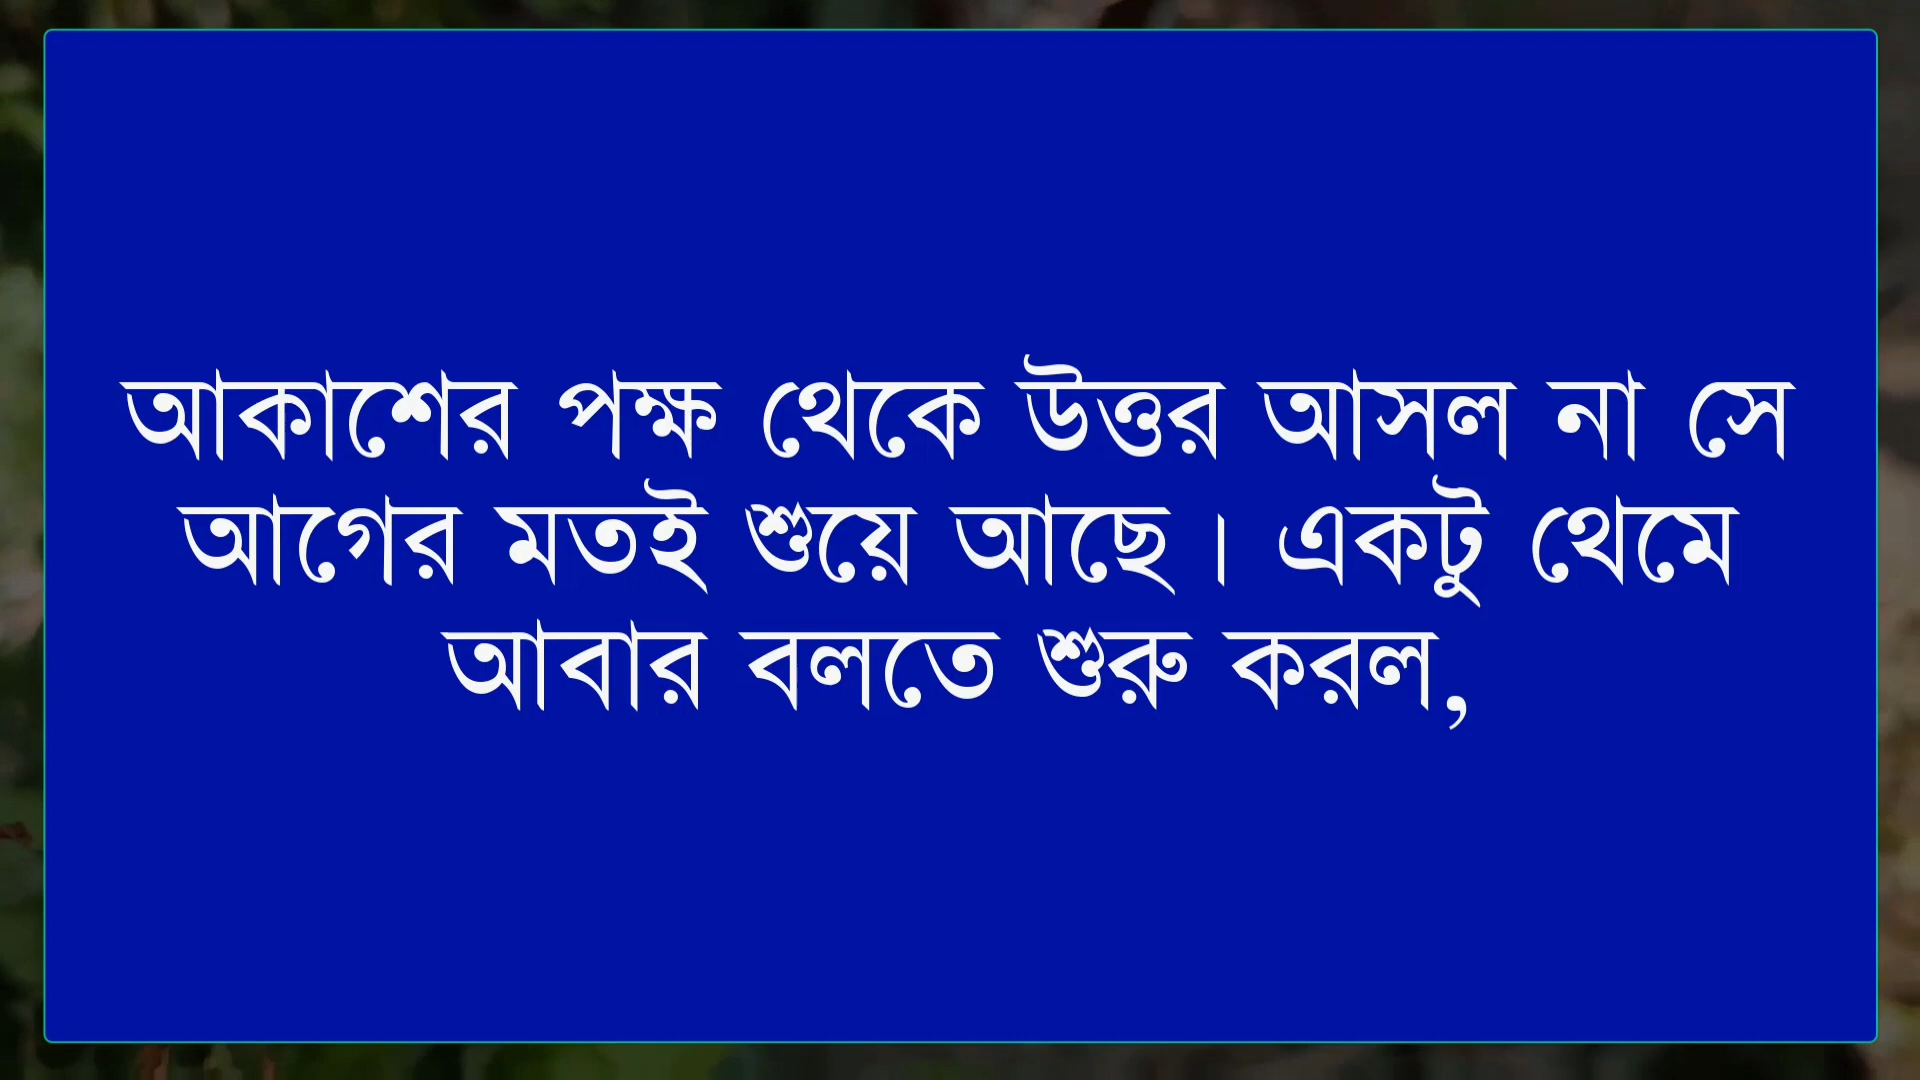 আকাশের পক্ষ থেকে উত্তর আসল না সে
আগের মতই শুয়ে আছে। একটু থেমে
আবার বলতে শুরু করল,